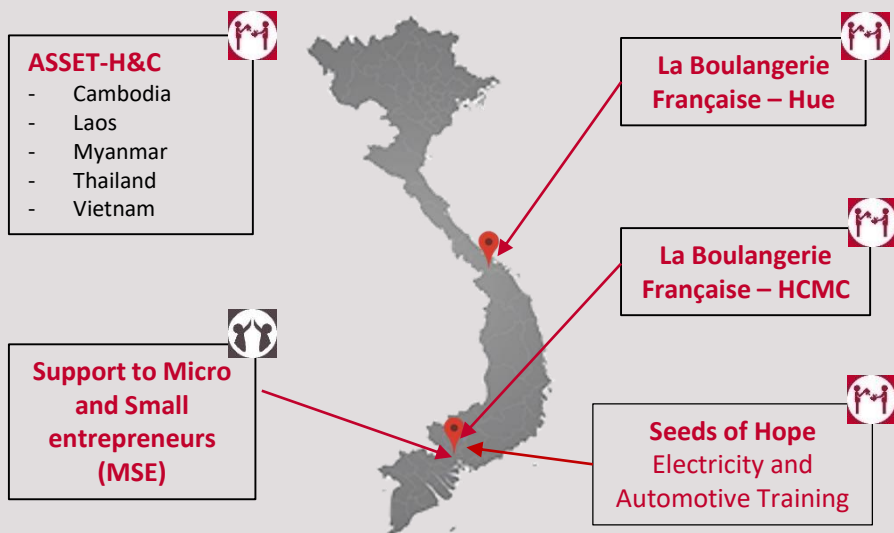 ASSET-H&C
- Cambodia
- Laos
- Myanmar
- Thailand
- Vietnam
La Boulangerie
Française – Hue
La Boulangerie
Française – HCMC
Support to Micro
and Small
entrepreneurs
(MSE)
Seeds of Hope
Electricity and
Automotive Training